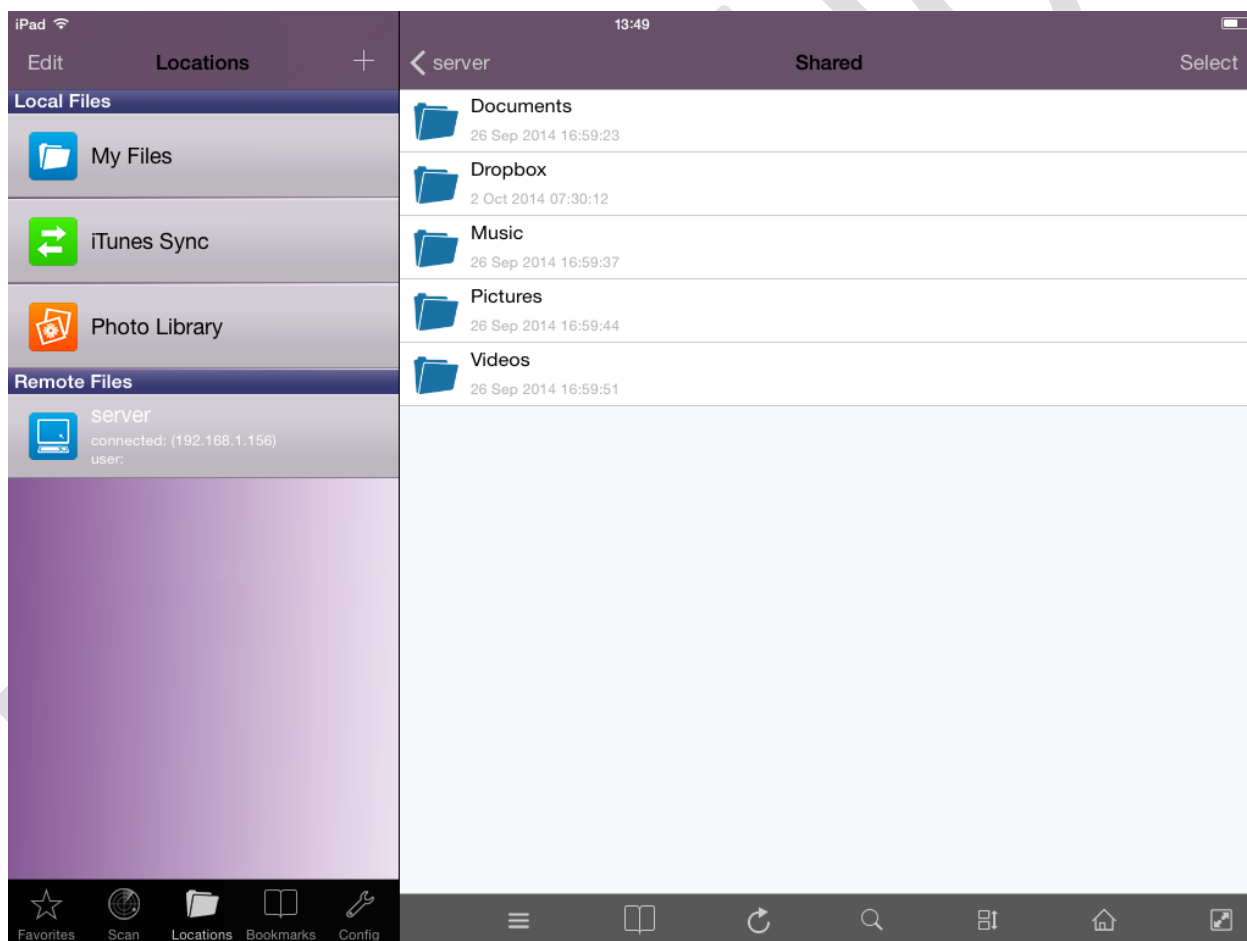 iPad
13:49
Edit
Locations
server
Shared
Select
Local Files
My Files
iTunes Sync
Photo Library
Remote Files
server
connected: (192.168.1.156)
user:
Documents
26 Sep 2014 16:59:23
Dropbox
2 Oct 2014 07:30:12
Music
26 Sep 2014 16:59:37
Pictures
26 Sep 2014 16:59:44
Videos
26 Sep 2014 16:59:51
Favorites
Scan
Locations
Bookmarks
Config